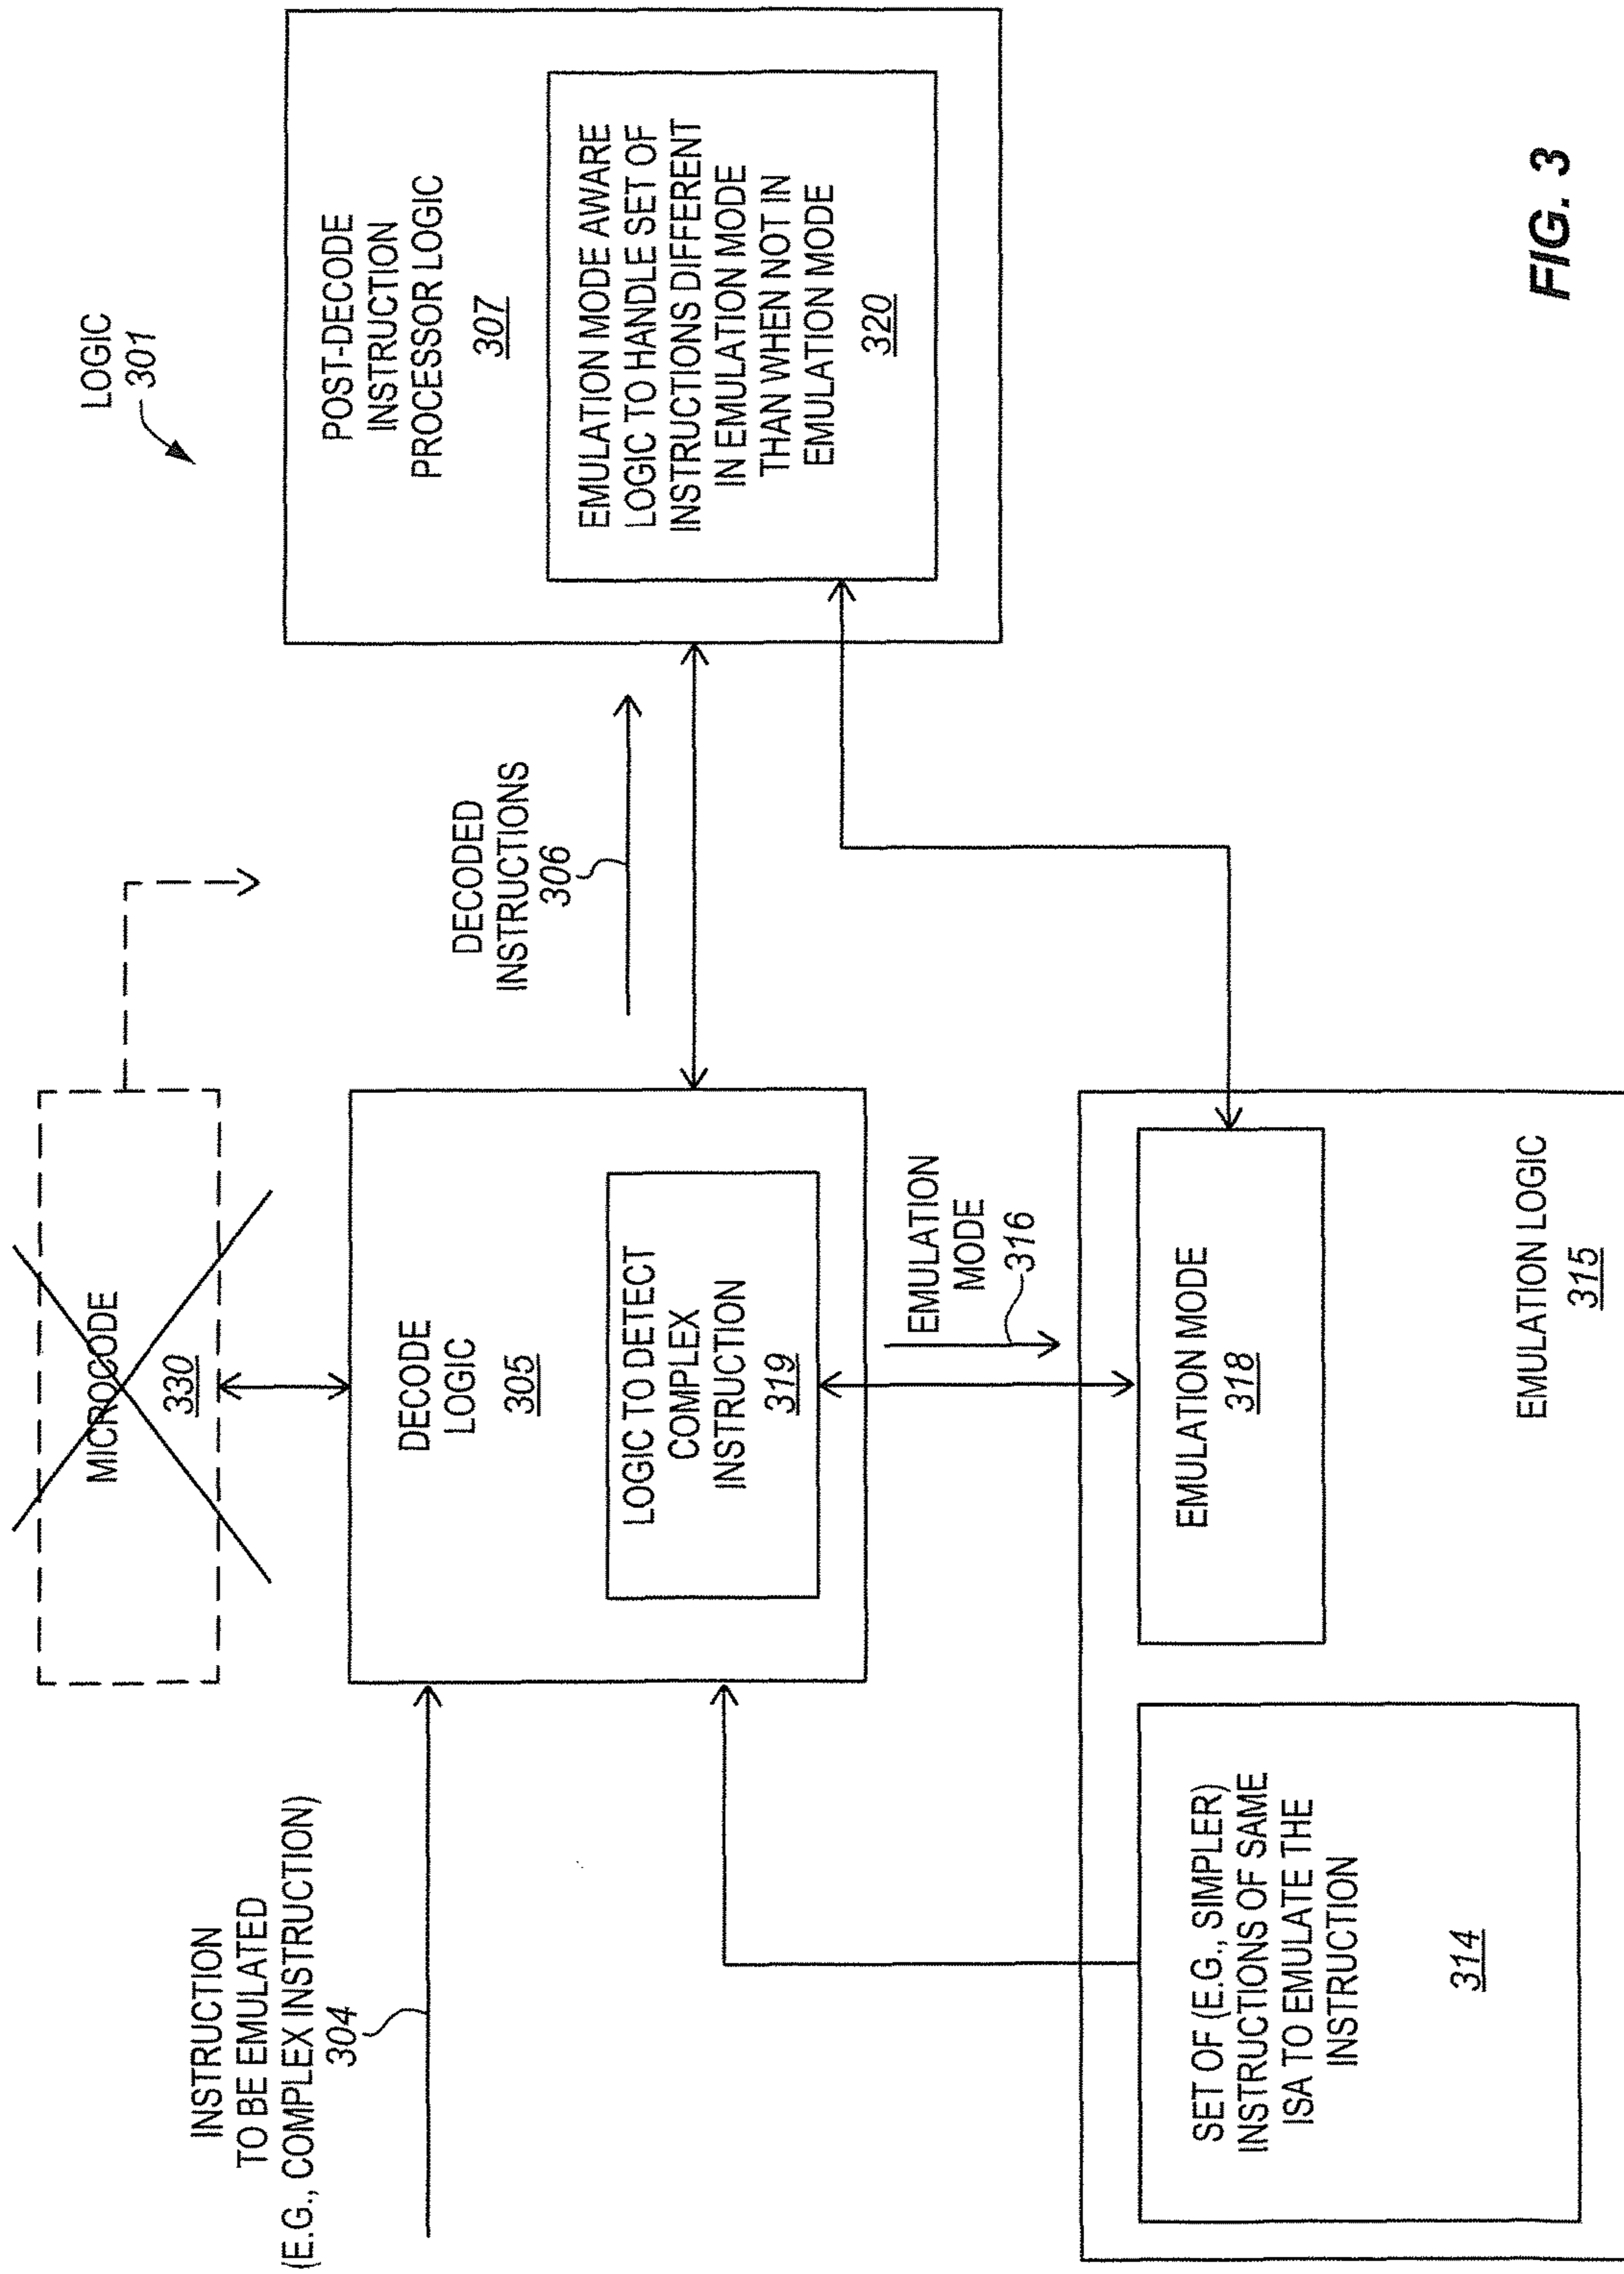 LOGIC
301
MICROCODE
330
INSTRUCTION
TO BE EMULATED
(E.G., COMPLEX INSTRUCTION)
304
DECODE
LOGIC
305
LOGIC TO DETECT
COMPLEX
INSTRUCTION
319
DECODED
INSTRUCTIONS
306
POST-DECODE
INSTRUCTION
PROCESSOR LOGIC
307
EMULATION MODE AWARE
LOGIC TO HANDLE SET OF
INSTRUCTIONS DIFFERENT
IN EMULATION MODE
THAN WHEN NOT IN
EMULATION MODE
320
EMULATION
MODE
316
SET OF (E.G., SIMPLER)
INSTRUCTIONS OF SAME
ISA TO EMULATE THE
INSTRUCTION
314
EMULATION MODE
318
EMULATION LOGIC
315
FIG. 3